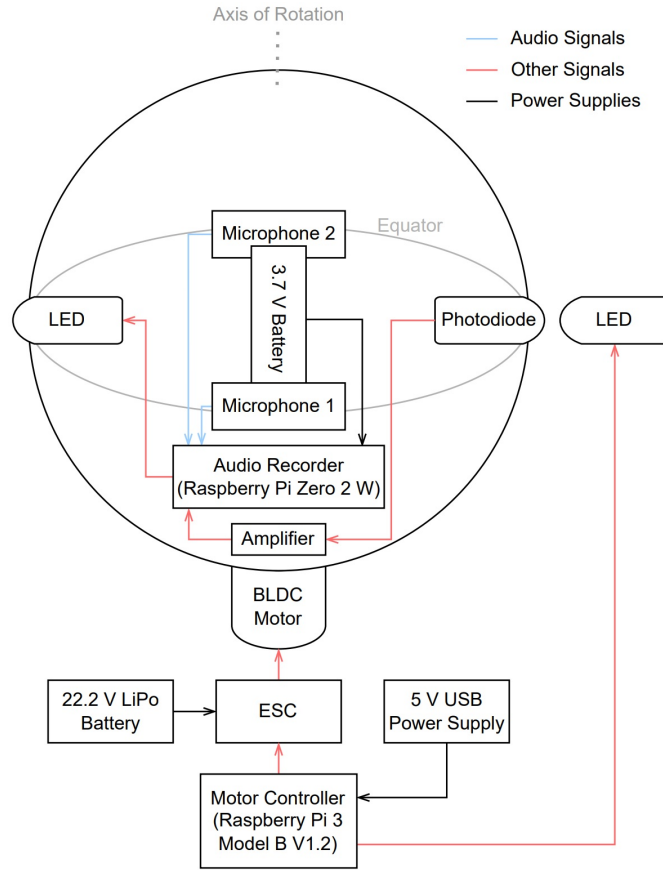 Axis of Rotation
Audio Signals
Other Signals
Power Supplies
Microphone 2
Equator
3.7 V Battery
LED
Photodiode
LED
Microphone 1
Audio Recorder
(Raspberry Pi Zero 2 W)
Amplifier
BLDC
Motor
22.2 V LiPo
Battery
ESC
5 V USB
Power Supply
Motor Controller
(Raspberry Pi 3
Model B V1.2)